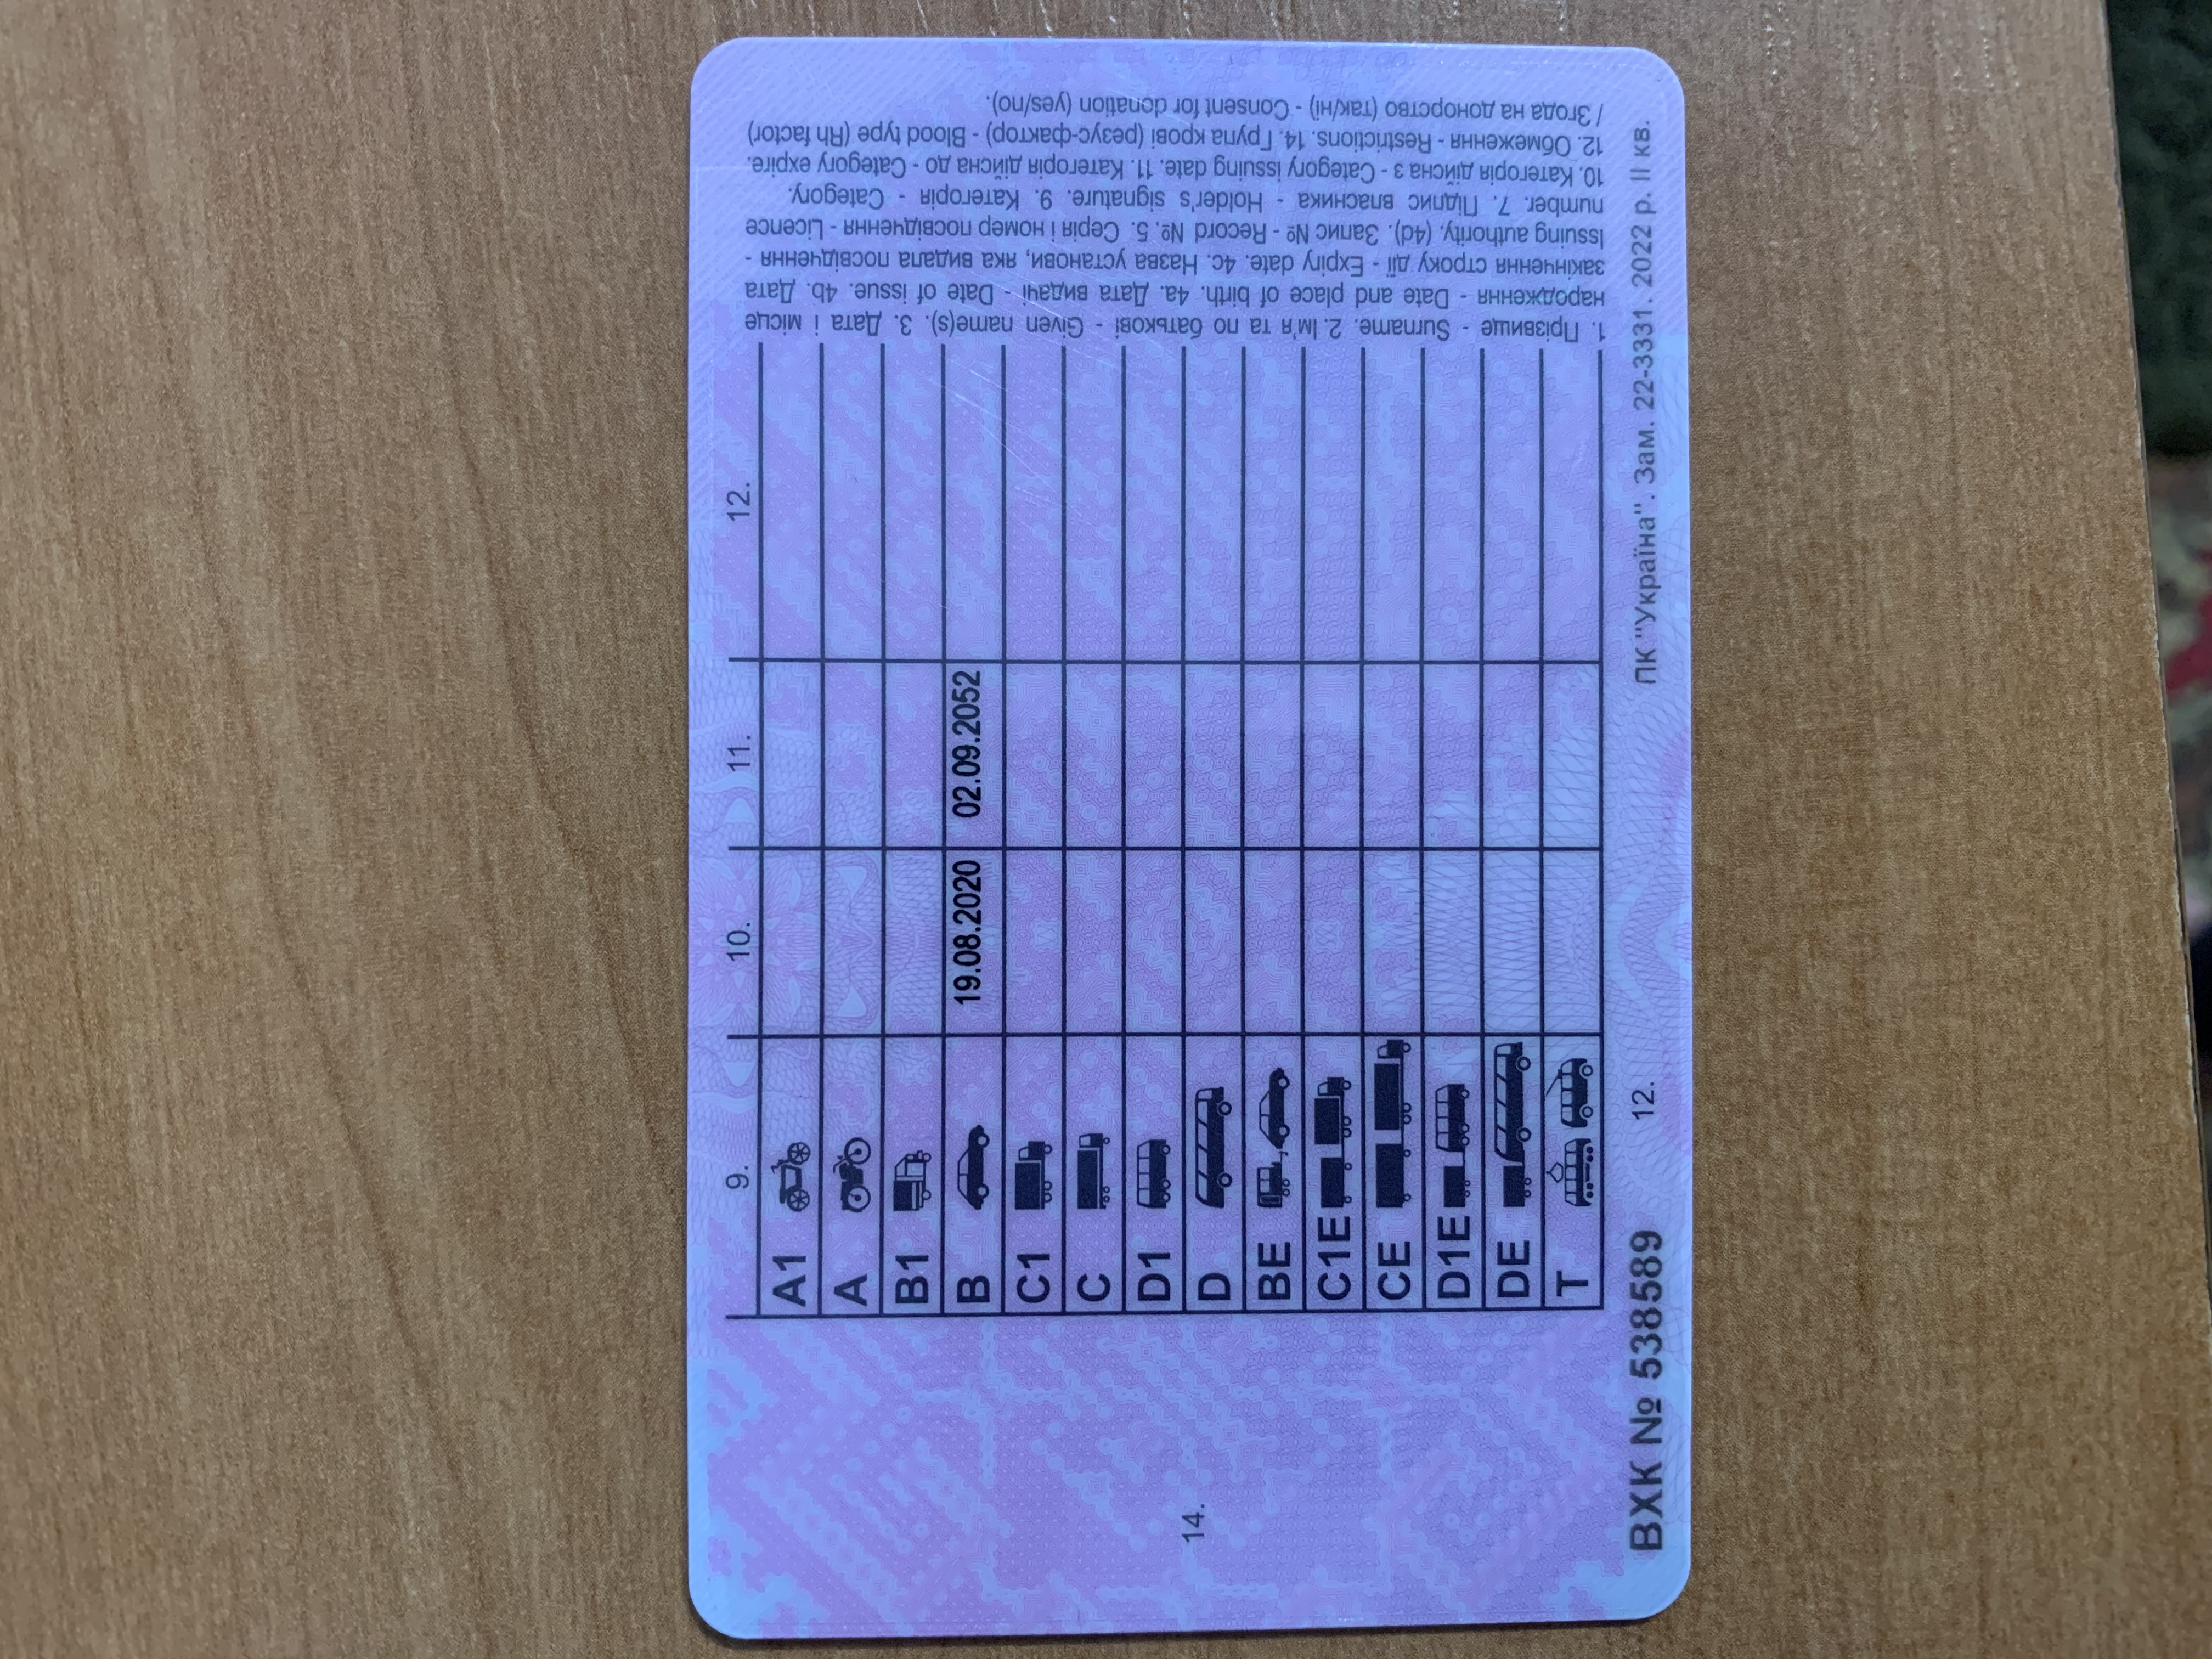 9. 10. 11. 12.
A1
A
B1
B 19.08.2020 02.09.2052
C1
C
D1
D
BE
C1E
CE
D1E
DE
T
14.
ВХК № 538589 12. ПК "Україна". Зам. 22-3331. 2022 р. II кв.
1. Прізвище - Surname. 2. Ім'я та по батькові - Given name(s). 3. Дата і місце
народження - Date and place of birth. 4a. Дата видачі - Date of issue. 4b. Дата
закінчення строку дії - Expiry date. 4c. Назва установи, яка видала посвідчення -
Issuing authority. (4d). Запис № - Record №. 5. Серія і номер посвідчення - Licence
number. 7. Підпис власника - Holder's signature. 9. Категорія - Category.
10. Категорія дійсна з - Category issuing date. 11. Категорія дійсна до - Category expire.
12. Обмеження - Restrictions. 14. Група крові (резус-фактор) - Blood type (Rh factor)
/ Згода на донорство (так/ні) - Consent for donation (yes/no).